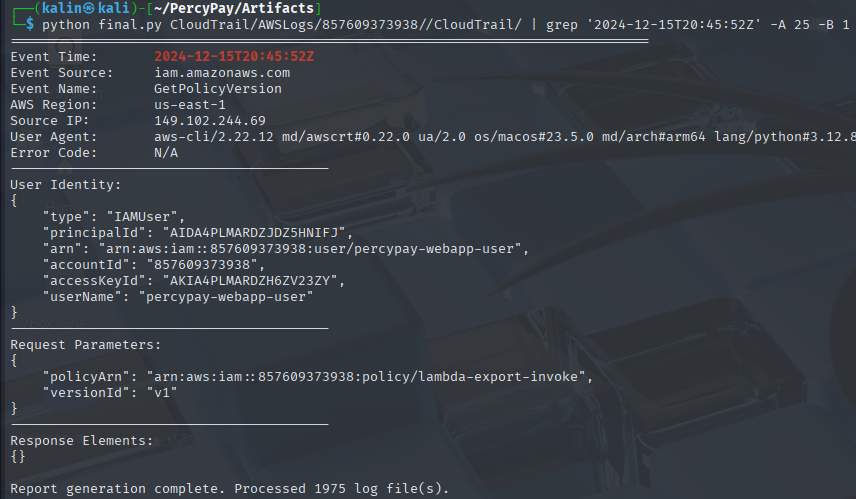 ┌──(kalin㉿kali)-[~/PercyPay/Artifacts]
└─$ python final.py CloudTrail/AWSLogs/857609373938//CloudTrail/ | grep '2024-12-15T20:45:52Z' -A 25 -B 1
================================================================================
Event Time:       2024-12-15T20:45:52Z
Event Source:     iam.amazonaws.com
Event Name:       GetPolicyVersion
AWS Region:       us-east-1
Source IP:        149.102.244.69
User Agent:       aws-cli/2.22.12 md/awscrt#0.22.0 ua/2.0 os/macos#23.5.0 md/arch#arm64 lang/python#3.12.8
Error Code:       N/A
----------------------------------------
User Identity:
{
    "type": "IAMUser",
    "principalId": "AIDA4PLMARDZJDZ5HNIFJ",
    "arn": "arn:aws:iam::857609373938:user/percypay-webapp-user",
    "accountId": "857609373938",
    "accessKeyId": "AKIA4PLMARDZH6ZV23ZY",
    "userName": "percypay-webapp-user"
}
----------------------------------------
Request Parameters:
{
    "policyArn": "arn:aws:iam::857609373938:policy/lambda-export-invoke",
    "versionId": "v1"
}
----------------------------------------
Response Elements:
{}
Report generation complete. Processed 1975 log file(s).